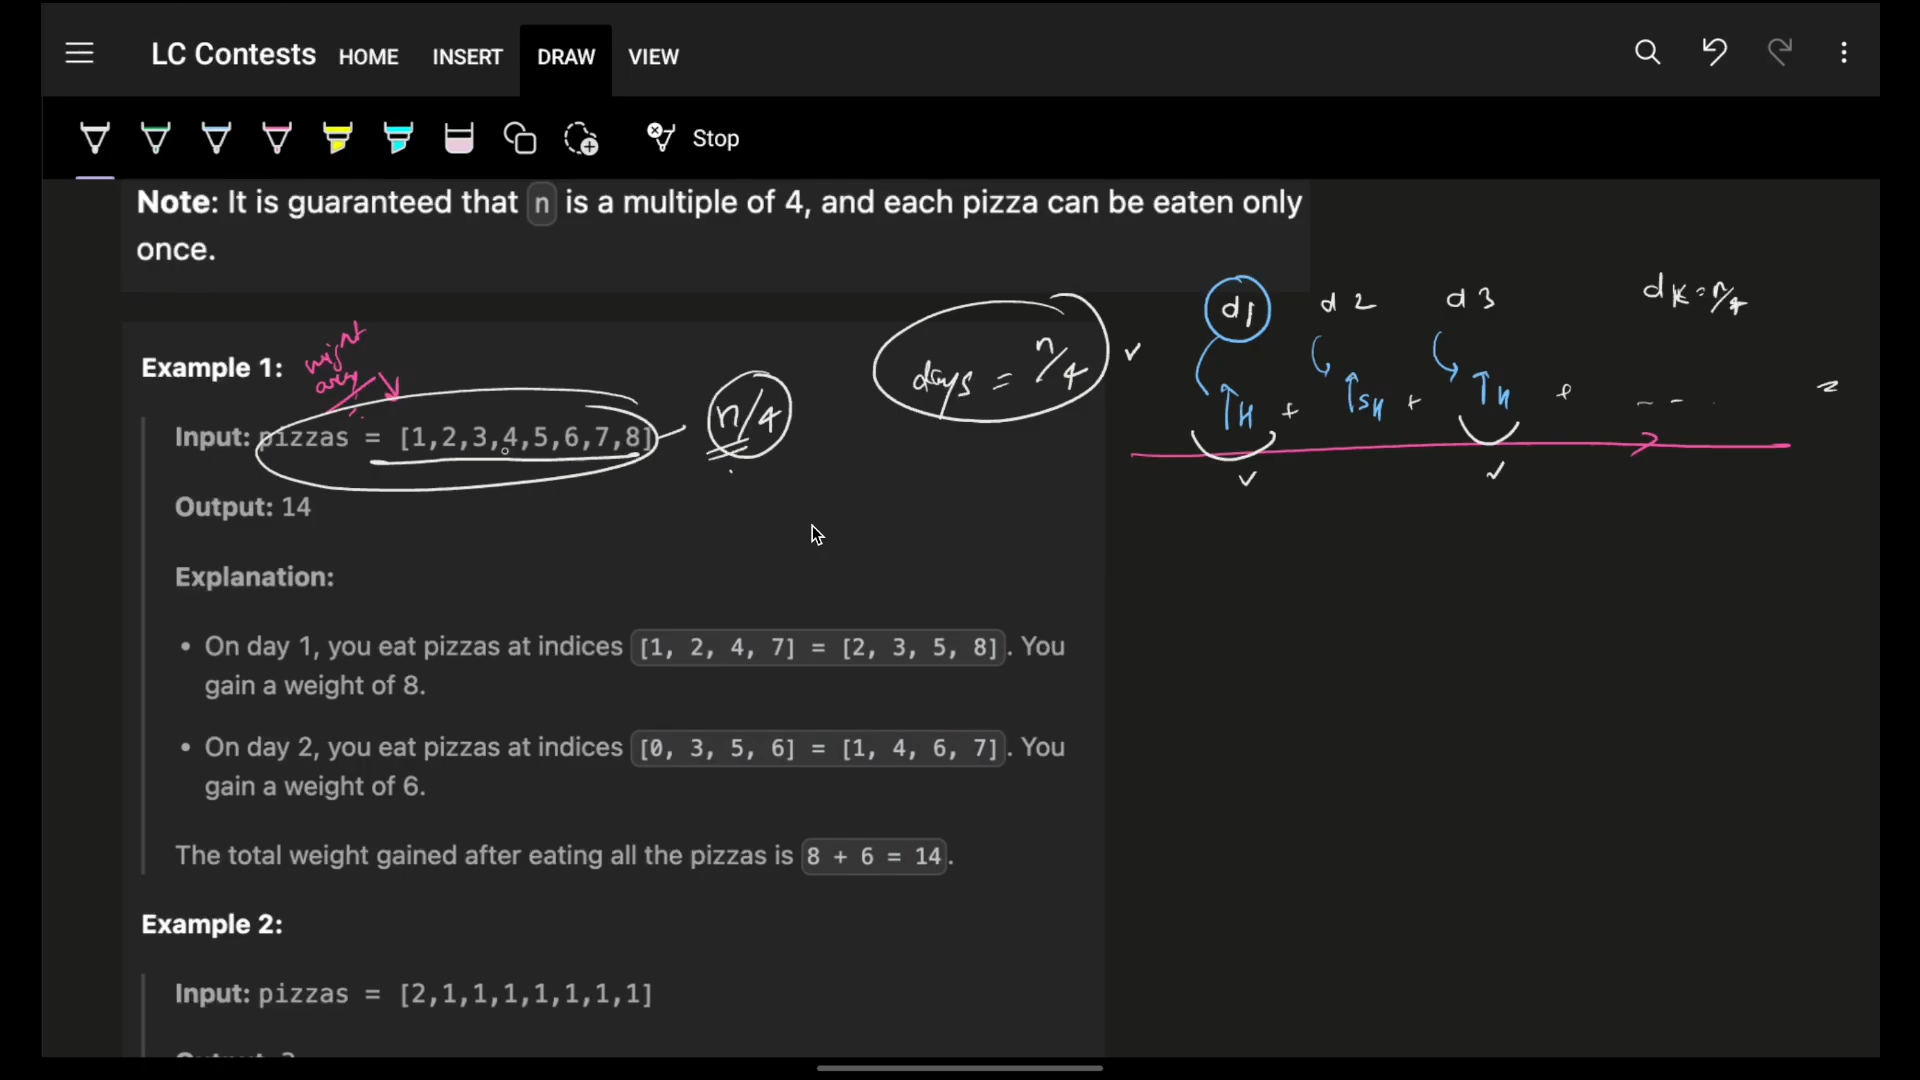 LC Contests HOME INSERT DRAW VIEW
Stop
Note: It is guaranteed that n is a multiple of 4, and each pizza can be eaten only
once.
d1 d2 d3 dk=n/4
Example 1:
days = n/4
↑H + ↑SH + ↑H + - - . =
Input: pizzas = [1,2,3,4,5,6,7,8]
n/4
Output: 14
Explanation:
• On day 1, you eat pizzas at indices [1, 2, 4, 7] = [2, 3, 5, 8]. You
gain a weight of 8.
• On day 2, you eat pizzas at indices [0, 3, 5, 6] = [1, 4, 6, 7]. You
gain a weight of 6.
The total weight gained after eating all the pizzas is 8 + 6 = 14.
Example 2:
Input: pizzas = [2,1,1,1,1,1,1,1]